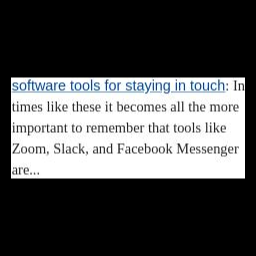 software tools for staying in touch: In
times like these it becomes all the more
important to remember that tools like
Zoom, Slack, and Facebook Messenger
are...